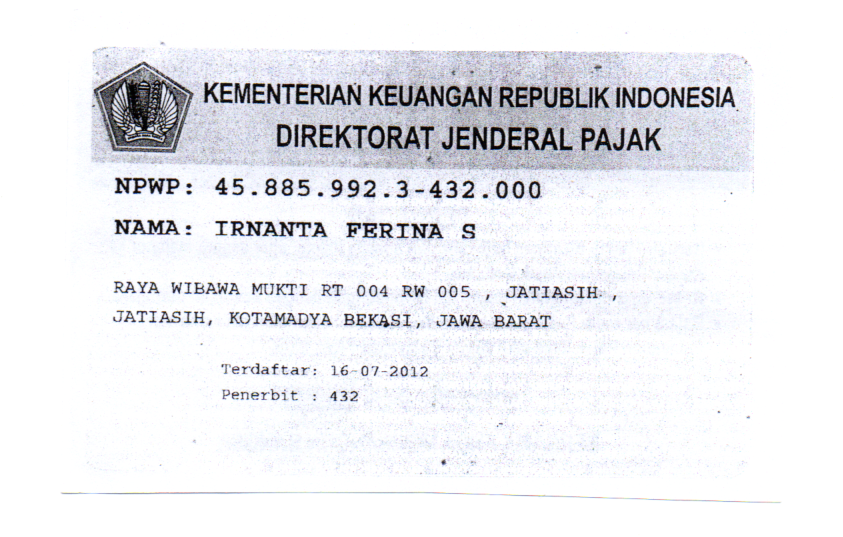 KEMENTERIAN KEUANGAN REPUBLIK INDONESIA
DIREKTORAT JENDERAL PAJAK
NPWP: 45.885.992.3-432.000
NAMA: IRNANTA FERINA S
RAYA WIBAWA MUKTI RT 004 RW 005 , JATIASIH ,
JATIASIH, KOTAMADYA BEKASI, JAWA BARAT
Terdaftar: 16-07-2012
Penerbit : 432